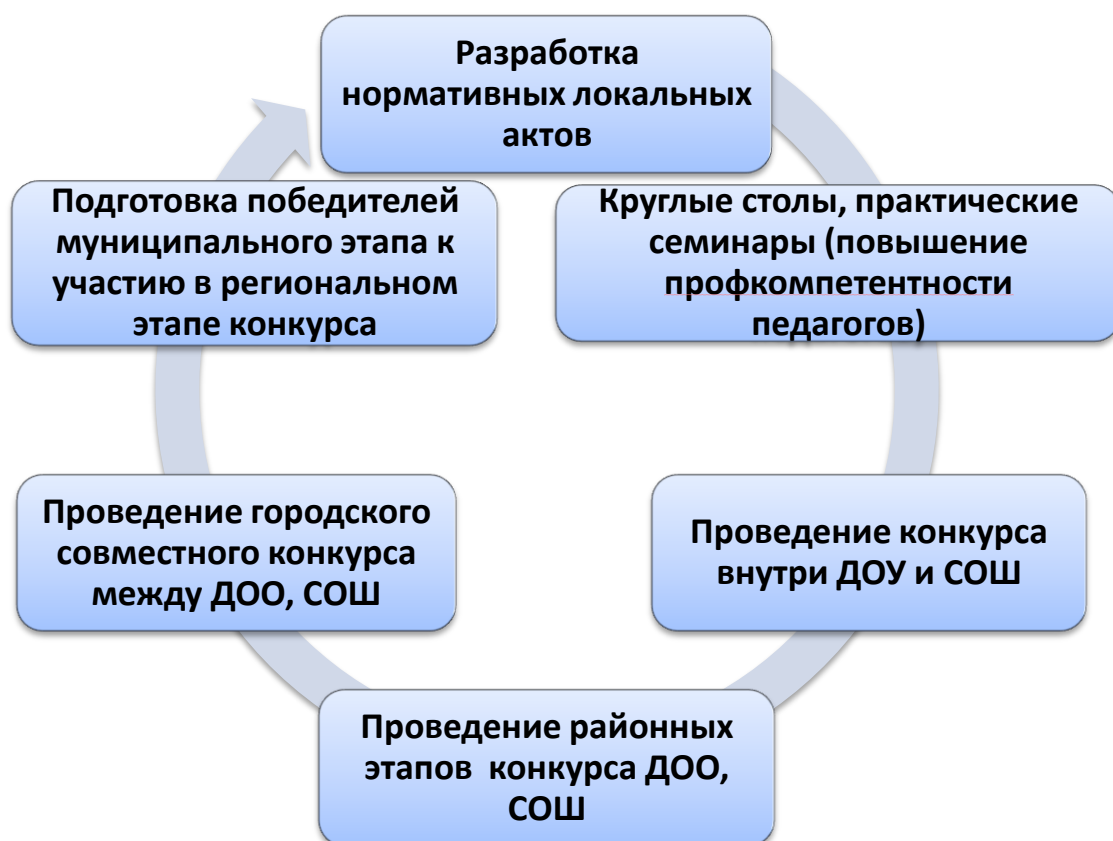 Разработка
нормативных локальных
актов
Круглые столы, практические
семинары (повышение
профкомпетентности
педагогов)
Проведение конкурса
внутри ДОУ и СОШ
Проведение районных
этапов конкурса ДОО,
СОШ
Проведение городского
совместного конкурса
между ДОО, СОШ
Подготовка победителей
муниципального этапа к
участию в региональном
этапе конкурса